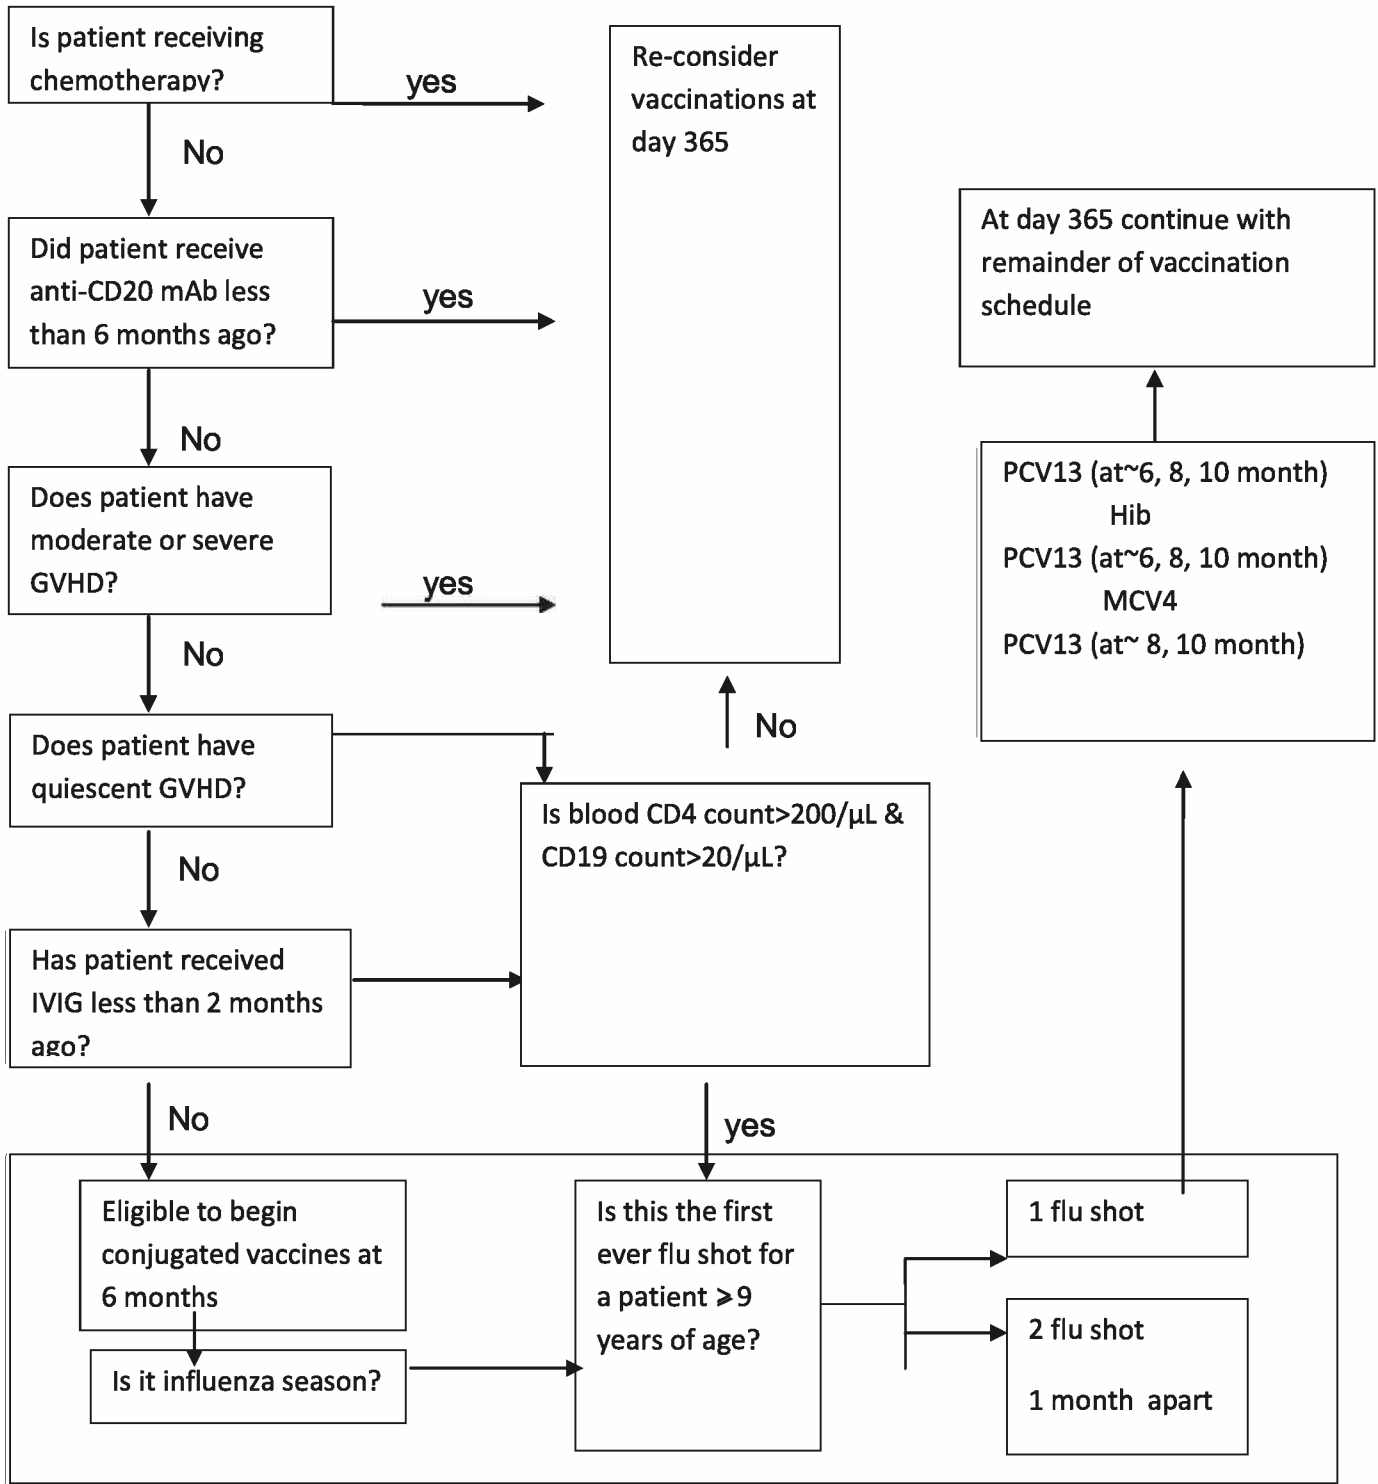 Is patient receiving
chemotherapy?
yes
No
Did patient receive
anti-CD20 mAb less
than 6 months ago?
yes
No
Does patient have
moderate or severe
GVHD?
yes
No
Does patient have
quiescent GVHD?
No
Has patient received
IVIG less than 2 months
ago?
No
Re-consider
vaccinations at
day 365
No
Is blood CD4 count>200/µL &
CD19 count>20/µL?
yes
Eligible to begin
conjugated vaccines at
6 months
Is it influenza season?
Is this the first
ever flu shot for
a patient ⩾9
years of age?
1 flu shot
2 flu shot
1 month apart
PCV13 (at~6, 8, 10 month)
Hib
PCV13 (at~6, 8, 10 month)
MCV4
PCV13 (at~ 8, 10 month)
At day 365 continue with
remainder of vaccination
schedule